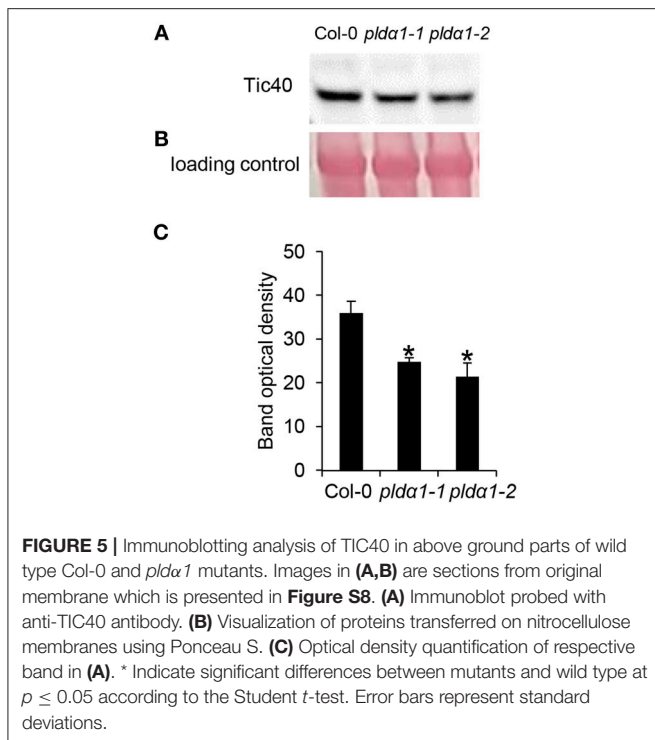 A
Col-0 pldα1-1 pldα1-2
Tic40
B
loading control
C
Band optical density
50
40
30
20
10
0
*
*
Col-0 pldα1-1 pldα1-2
FIGURE 5 | Immunoblotting analysis of TIC40 in above ground parts of wild
type Col-0 and pldα1 mutants. Images in (A,B) are sections from original
membrane which is presented in Figure S8. (A) Immunoblot probed with
anti-TIC40 antibody. (B) Visualization of proteins transferred on nitrocellulose
membranes using Ponceau S. (C) Optical density quantification of respective
band in (A). * Indicate significant differences between mutants and wild type at
p ≤ 0.05 according to the Student t-test. Error bars represent standard
deviations.